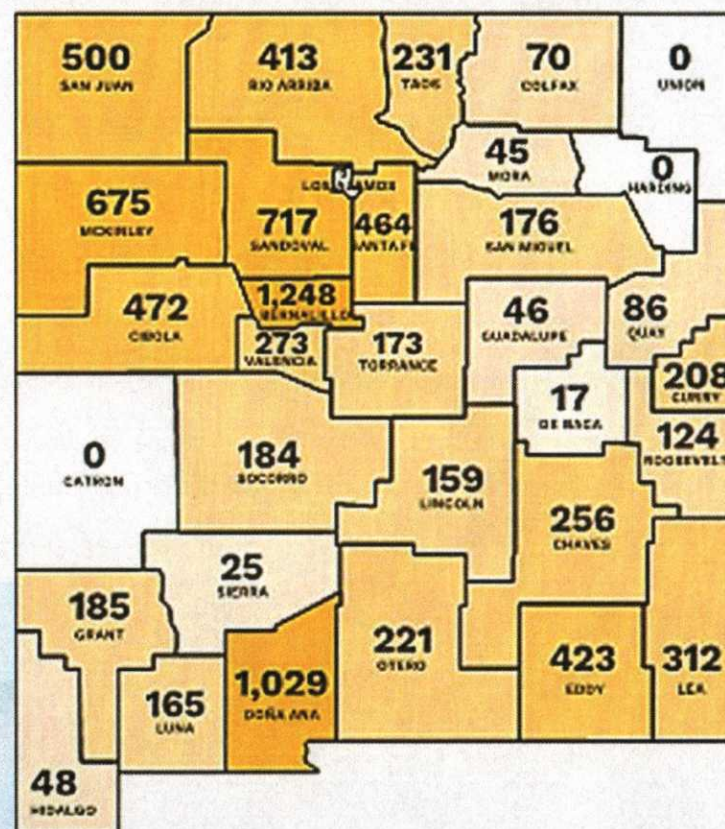 500
SAN JUAN
413
RIO ARRIBA
231
TAOS
70
COLFAX
0
UNION
45
MORA
0
HARDING
675
MCKINLEY
LOS ALAMOS
717
SANDOVAL
464
SANTA FE
176
SAN MIGUEL
472
CIBOLA
1,248
BERNALILLO
46
GUADALUPE
86
QUAY
273
VALENCIA
173
TORRANCE
208
CURRY
17
DE BACA
124
ROOSEVELT
0
CATRON
184
SOCORRO
159
LINCOLN
256
CHAVES
25
SIERRA
185
GRANT
221
OTERO
423
EDDY
312
LEA
1,029
DOÑA ANA
165
LUNA
48
HIDALGO